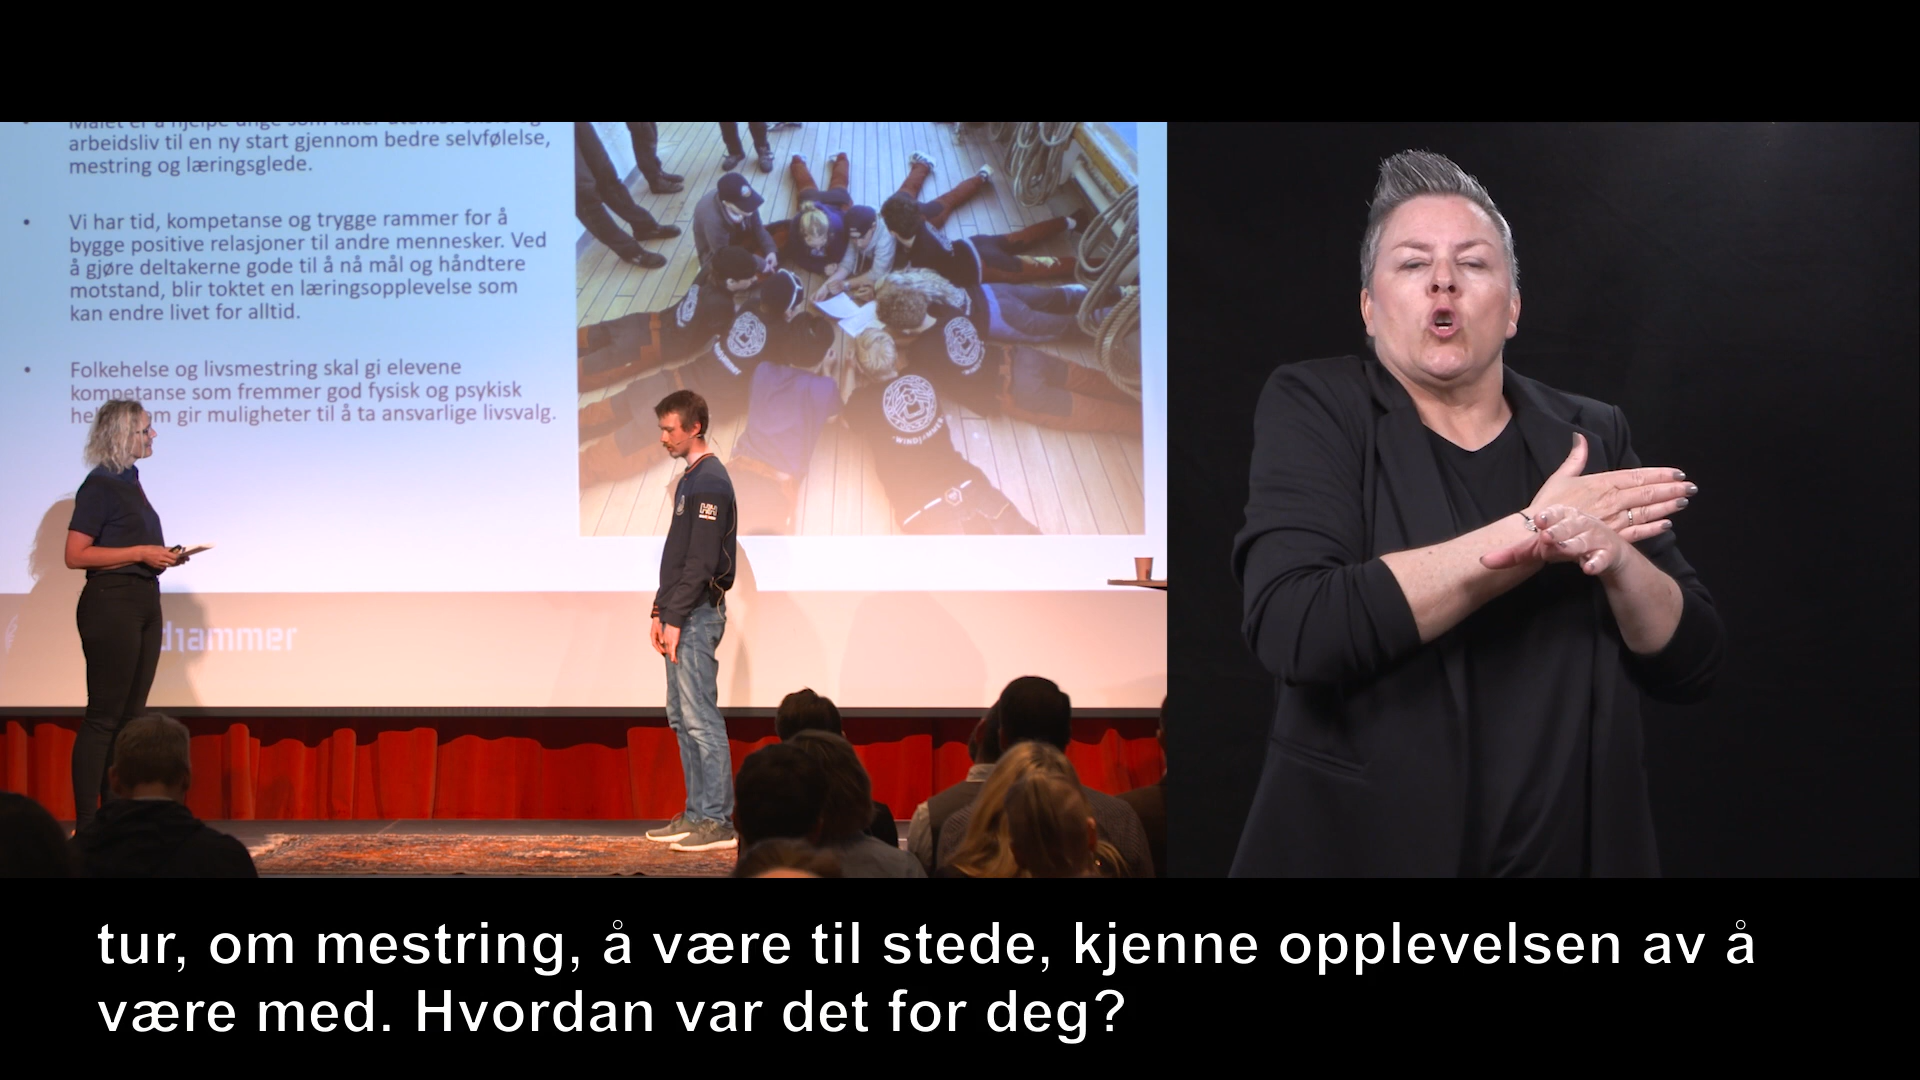 arbeidsliv til en ny start gjennom bedre selvfølelse,
mestring og læringsglede.
• Vi har tid, kompetanse og trygge rammer for å
bygge positive relasjoner til andre mennesker. Ved
å gjøre deltakerne gode til å nå mål og håndtere
motstand, blir toktet en læringsopplevelse som
kan endre livet for alltid.
• Folkehelse og livsmestring skal gi elevene
kompetanse som fremmer god fysisk og psykisk
gir muligheter til å ta ansvarlige livsvalg.
WINDJAMMER
tur, om mestring, å være til stede, kjenne opplevelsen av å
være med. Hvordan var det for deg?